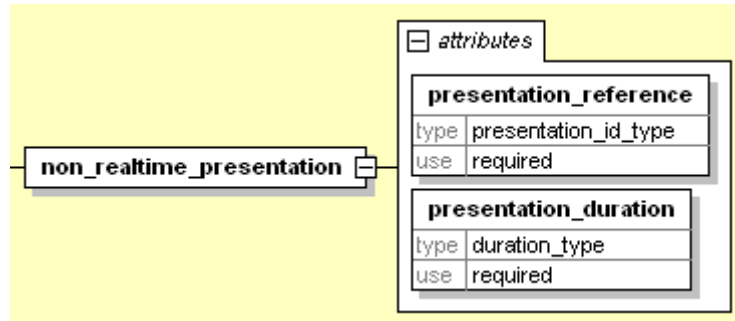 attributes
presentation_reference
type presentation_id_type
use required
non_realtime_presentation
presentation_duration
type duration_type
use required